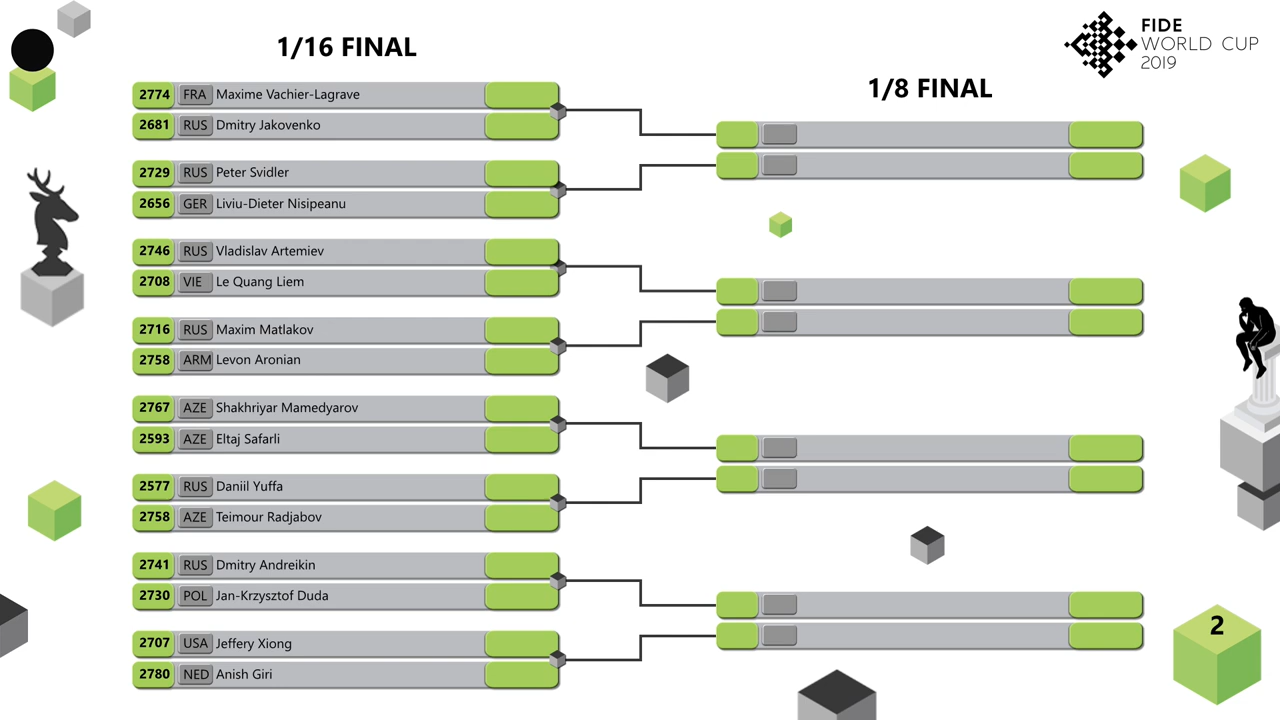 1/16 FINAL
FIDE
WORLD CUP
2019
1/8 FINAL
2774 FRA Maxime Vachier-Lagrave
2681 RUS Dmitry Jakovenko
2729 RUS Peter Svidler
2656 GER Liviu-Dieter Nisipeanu
2746 RUS Vladislav Artemiev
2708 VIE Le Quang Liem
2716 RUS Maxim Matlakov
2758 ARM Levon Aronian
2767 AZE Shakhriyar Mamedyarov
2593 AZE Eltaj Safarli
2577 RUS Daniil Yuffa
2758 AZE Teimour Radjabov
2741 RUS Dmitry Andreikin
2730 POL Jan-Krzysztof Duda
2707 USA Jeffery Xiong
2780 NED Anish Giri
2